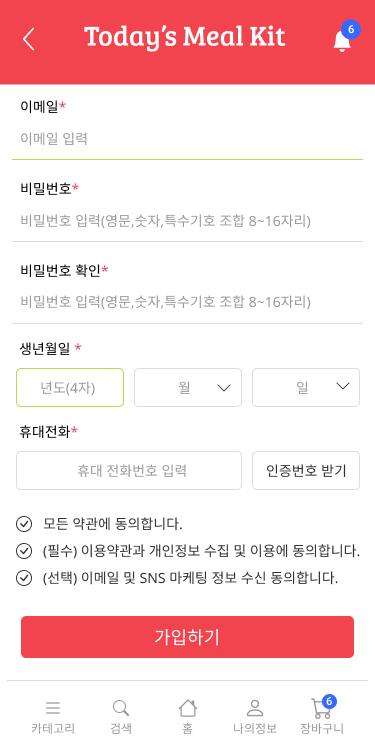 Today's Meal Kit
6
이메일*
이메일 입력
비밀번호*
비밀번호 입력(영문,숫자,특수기호 조합 8~16자리)
비밀번호 확인*
비밀번호 입력(영문,숫자,특수기호 조합 8~16자리)
생년월일 *
년도(4자) 월 일
휴대전화*
휴대 전화번호 입력 인증번호 받기
모든 약관에 동의합니다.
(필수) 이용약관과 개인정보 수집 및 이용에 동의합니다.
(선택) 이메일 및 SNS 마케팅 정보 수신 동의합니다.
가입하기
6
카테고리 검색 홈 나의정보 장바구니